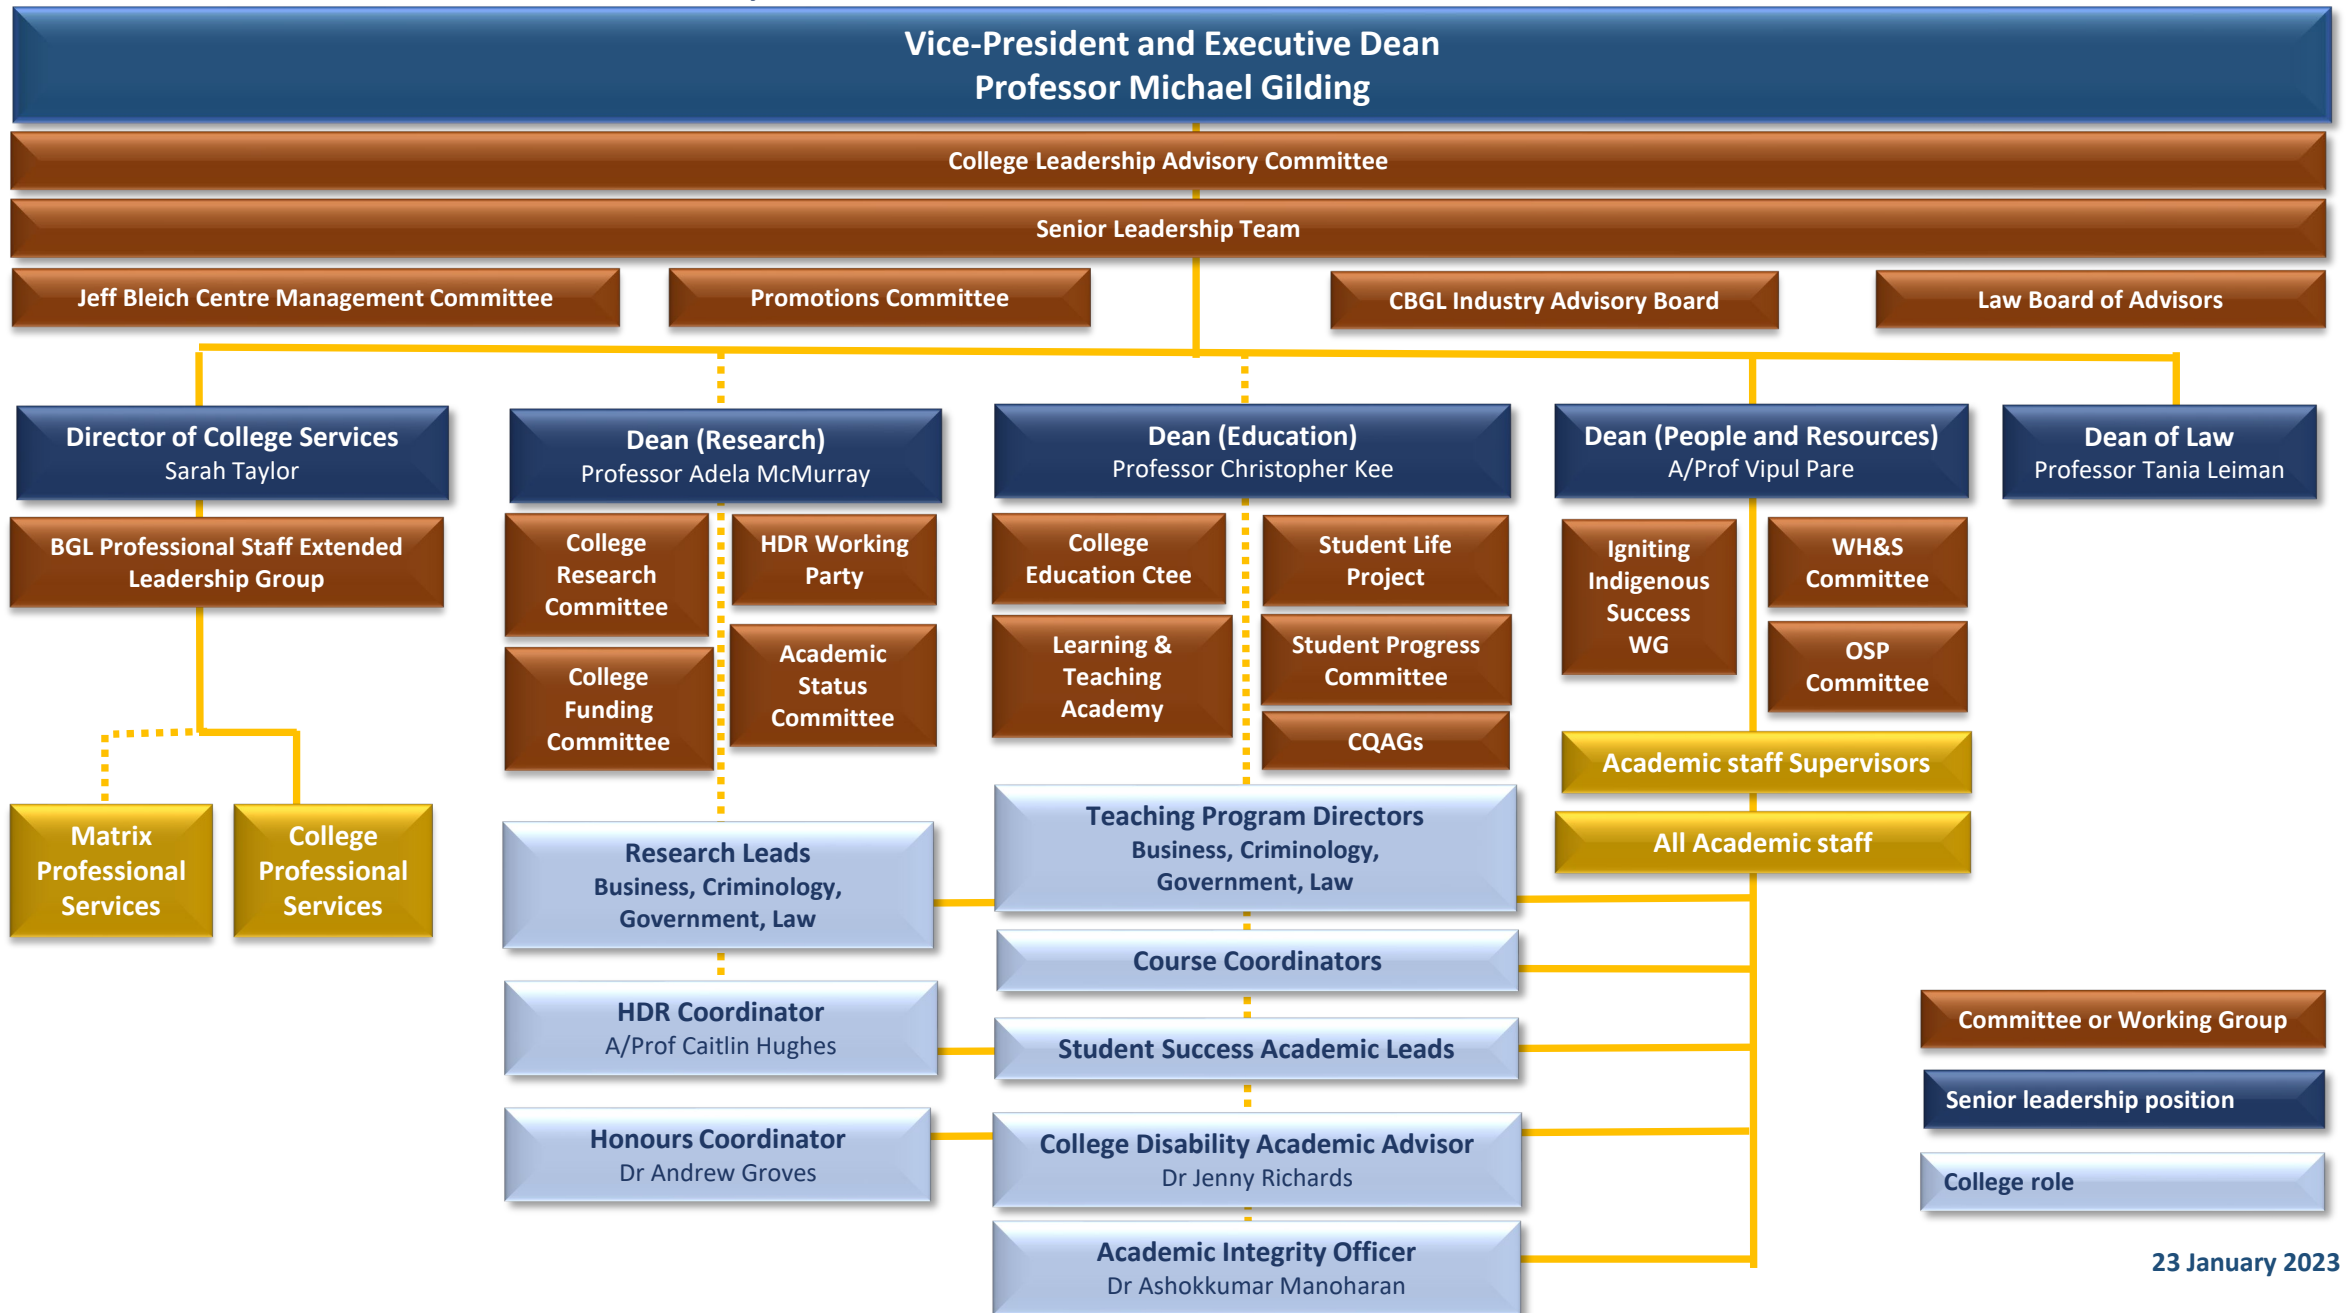 Vice-President and Executive Dean
Professor Michael Gilding
College Leadership Advisory Committee
Senior Leadership Team
Jeff Bleich Centre Management Committee
Promotions Committee
CBGL Industry Advisory Board
Law Board of Advisors
Director of College Services
Sarah Taylor
Dean (Research)
Professor Adela McMurray
Dean (Education)
Professor Christopher Kee
Dean (People and Resources)
A/Prof Vipul Pare
Dean of Law
Professor Tania Leiman
BGL Professional Staff Extended
Leadership Group
College
Research
Committee
HDR Working
Party
College
Funding
Committee
Academic
Status
Committee
College
Education Ctee
Student Life
Project
Learning &
Teaching
Academy
Student Progress
Committee
CQAGs
Igniting
Indigenous
Success
WG
WH&S
Committee
OSP
Committee
Academic staff Supervisors
All Academic staff
Matrix
Professional
Services
College
Professional
Services
Research Leads
Business, Criminology,
Government, Law
Teaching Program Directors
Business, Criminology,
Government, Law
Course Coordinators
HDR Coordinator
A/Prof Caitlin Hughes
Student Success Academic Leads
Honours Coordinator
Dr Andrew Groves
College Disability Academic Advisor
Dr Jenny Richards
Academic Integrity Officer
Dr Ashokkumar Manoharan
Committee or Working Group
Senior leadership position
College role
23 January 2023